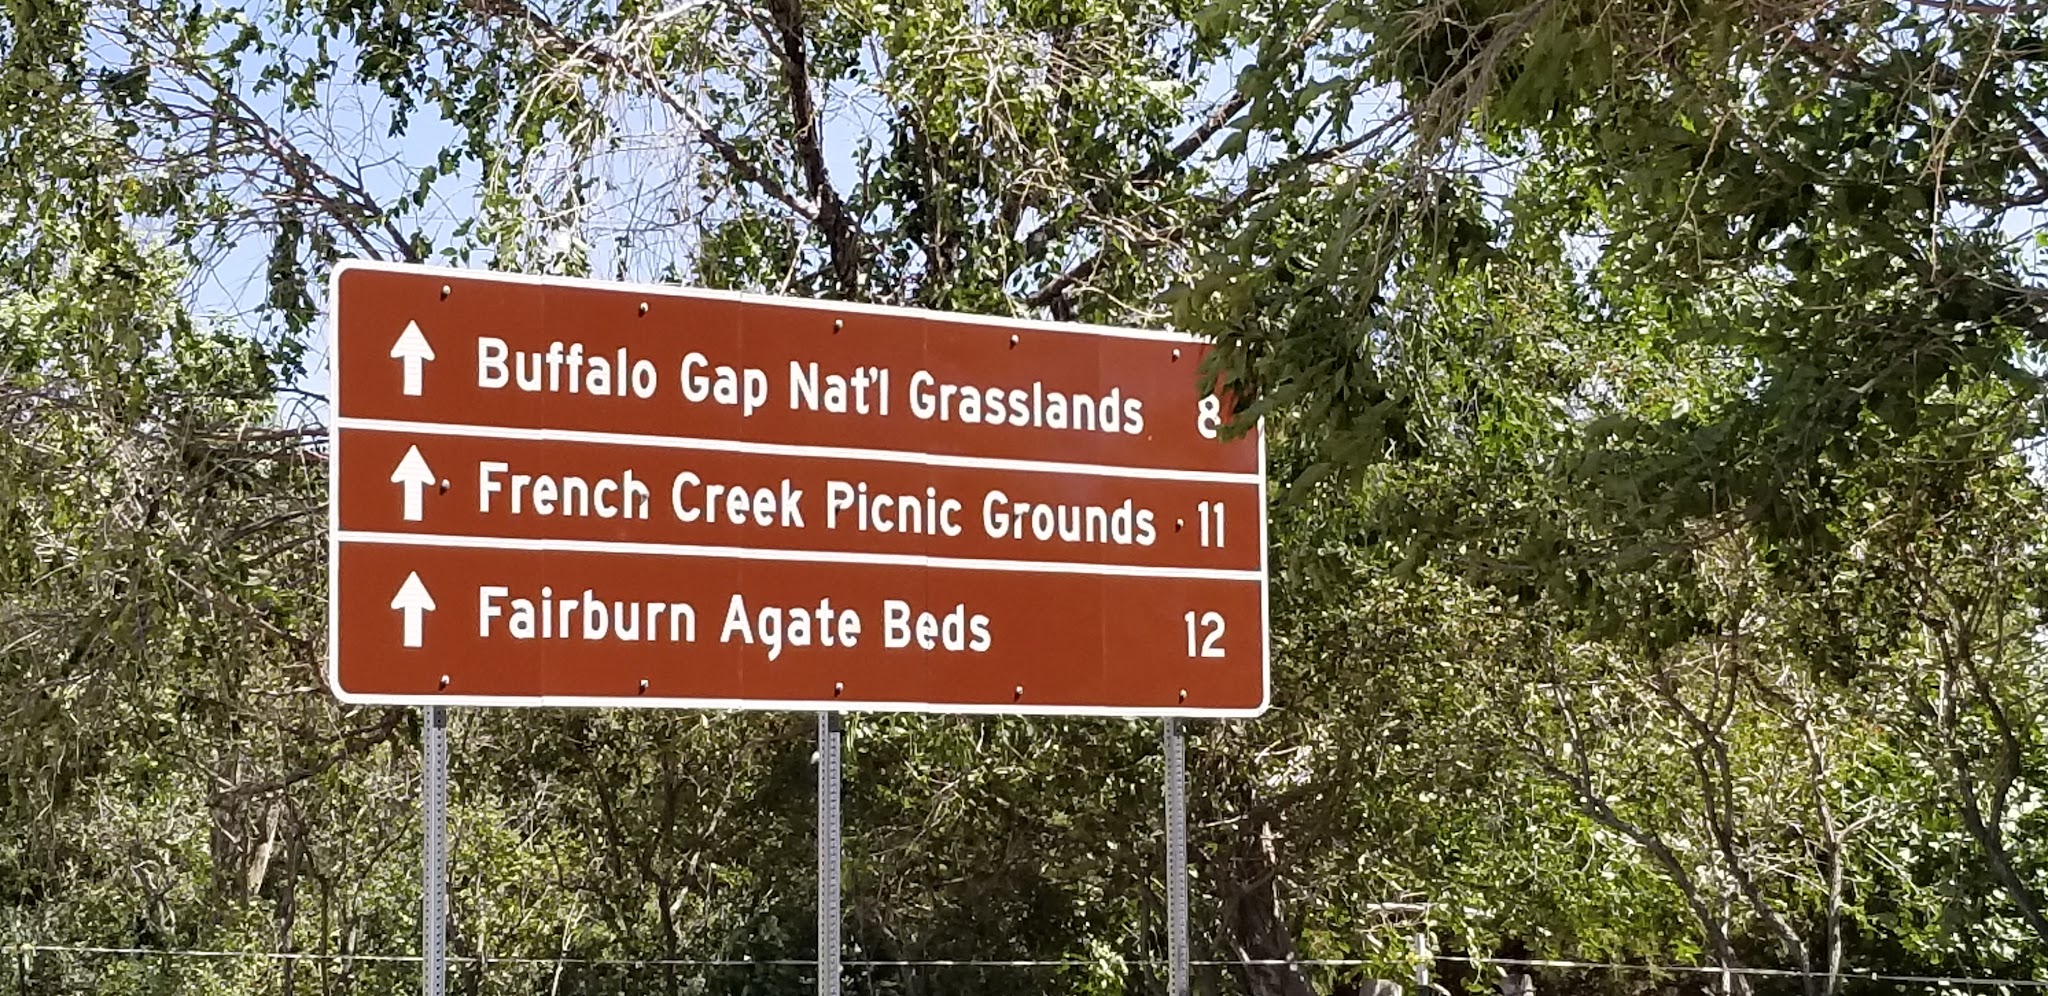 Buffalo Gap Nat'l Grasslands 8
French Creek Picnic Grounds 11
Fairburn Agate Beds 12